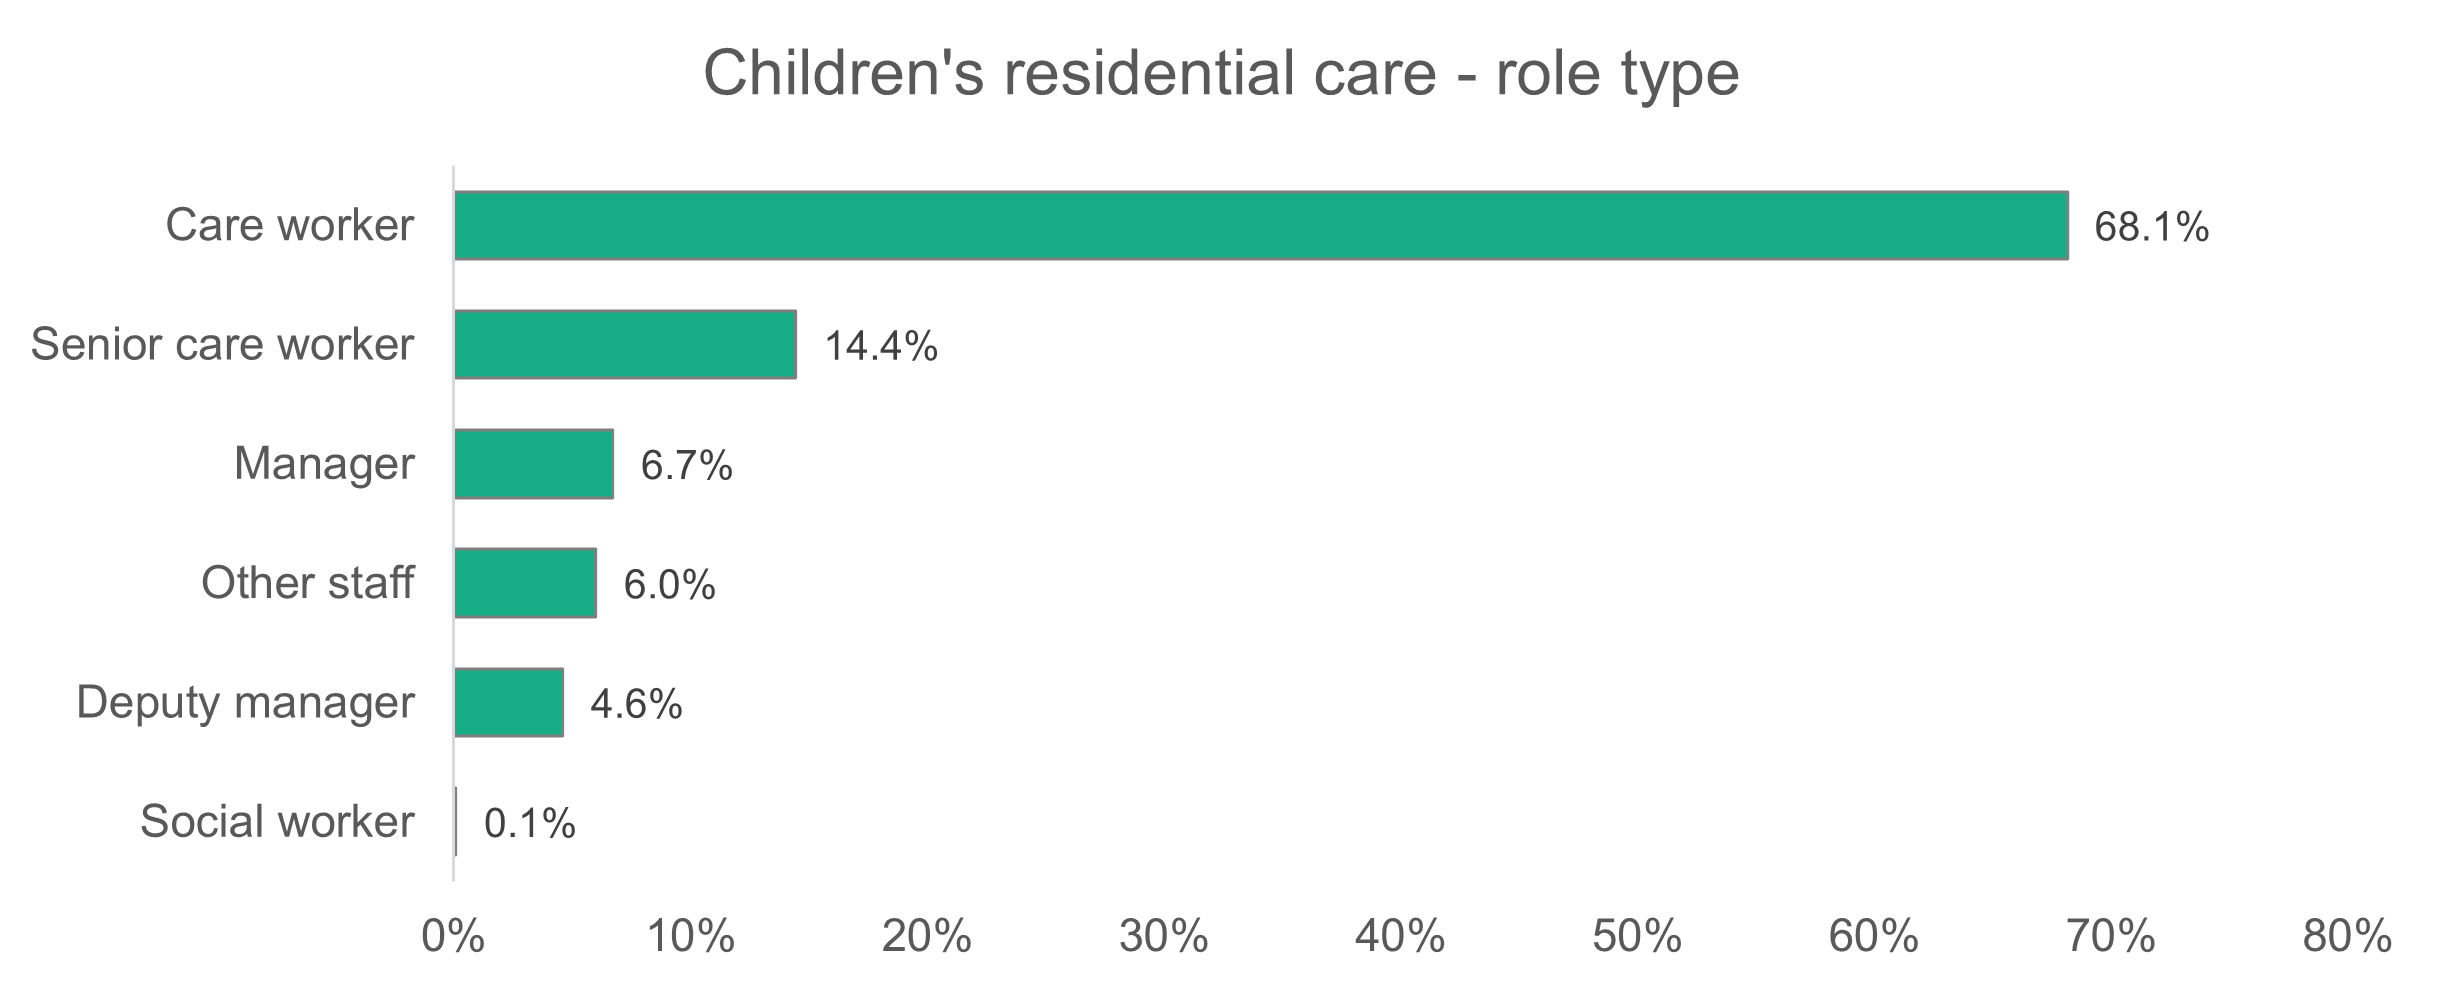 Children's residential care - role type
Care worker
68.1%
Senior care worker
14.4%
Manager
6.7%
Other staff
6.0%
Deputy manager
4.6%
Social worker
0.1%
0% 10% 20% 30% 40% 50% 60% 70% 80%